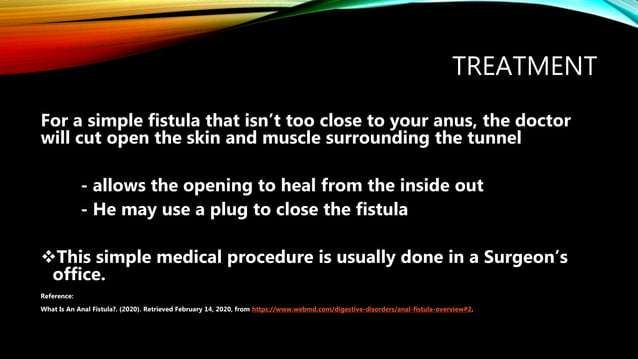 TREATMENT
For a simple fistula that isn’t too close to your anus, the doctor
will cut open the skin and muscle surrounding the tunnel
- allows the opening to heal from the inside out
- He may use a plug to close the fistula
❖This simple medical procedure is usually done in a Surgeon’s
office.
Reference:
What Is An Anal Fistula?. (2020). Retrieved February 14, 2020, from https://www.webmd.com/digestive-disorders/anal-fistula-overview#2.